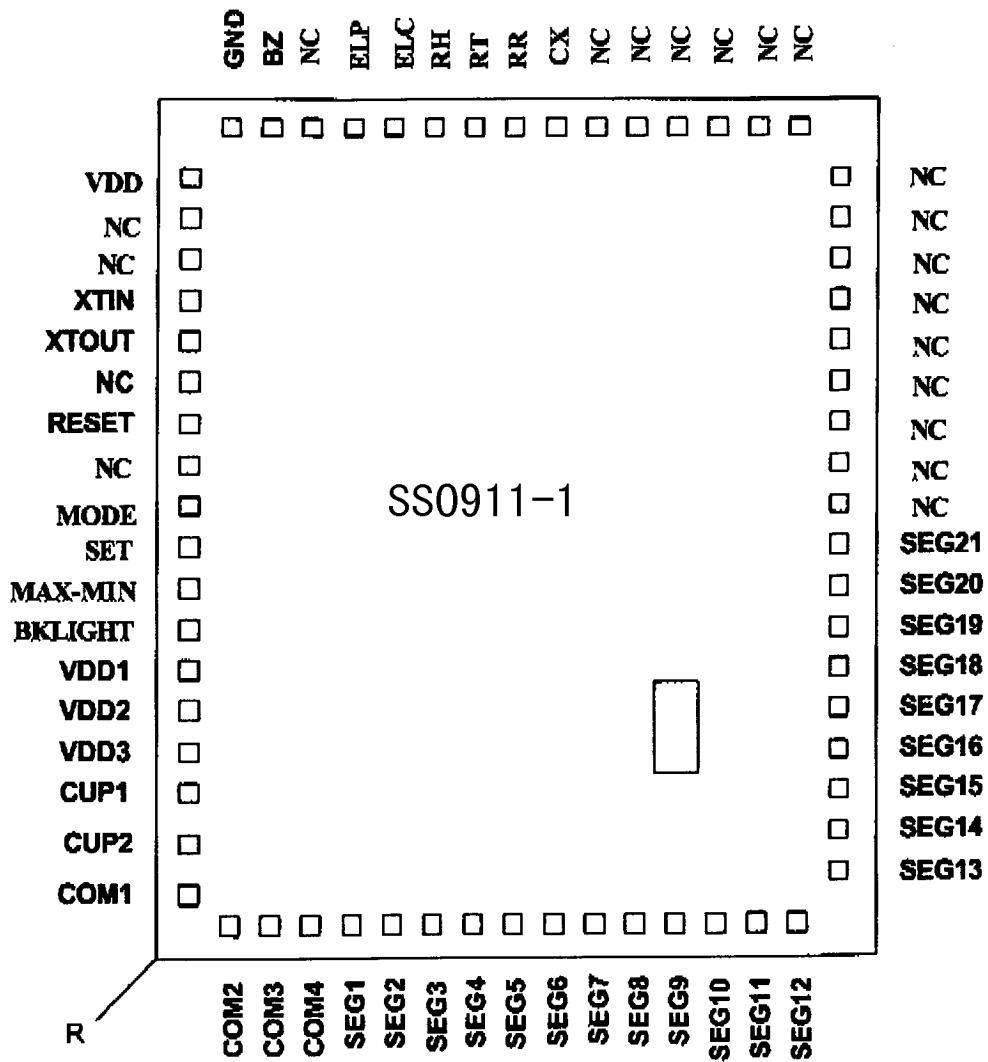 GND BZ NC ELP ELC RH RT RR CX NC NC NC NC NC NC
VDD NC
NC NC
NC NC
XTIN NC
XTOUT NC
NC NC
RESET NC
NC NC
SSO911-1
MODE NC
SET SEG21
MAX-MIN SEG20
BKLIGHT SEG19
VDD1 SEG18
VDD2 SEG17
VDD3 SEG16
CUP1 SEG15
CUP2 SEG14
COM1 SEG13
R
COM2 COM3 COM4 SEG1 SEG2 SEG3 SEG4 SEG5 SEG6 SEG7 SEG8 SEG9 SEG10 SEG11 SEG12